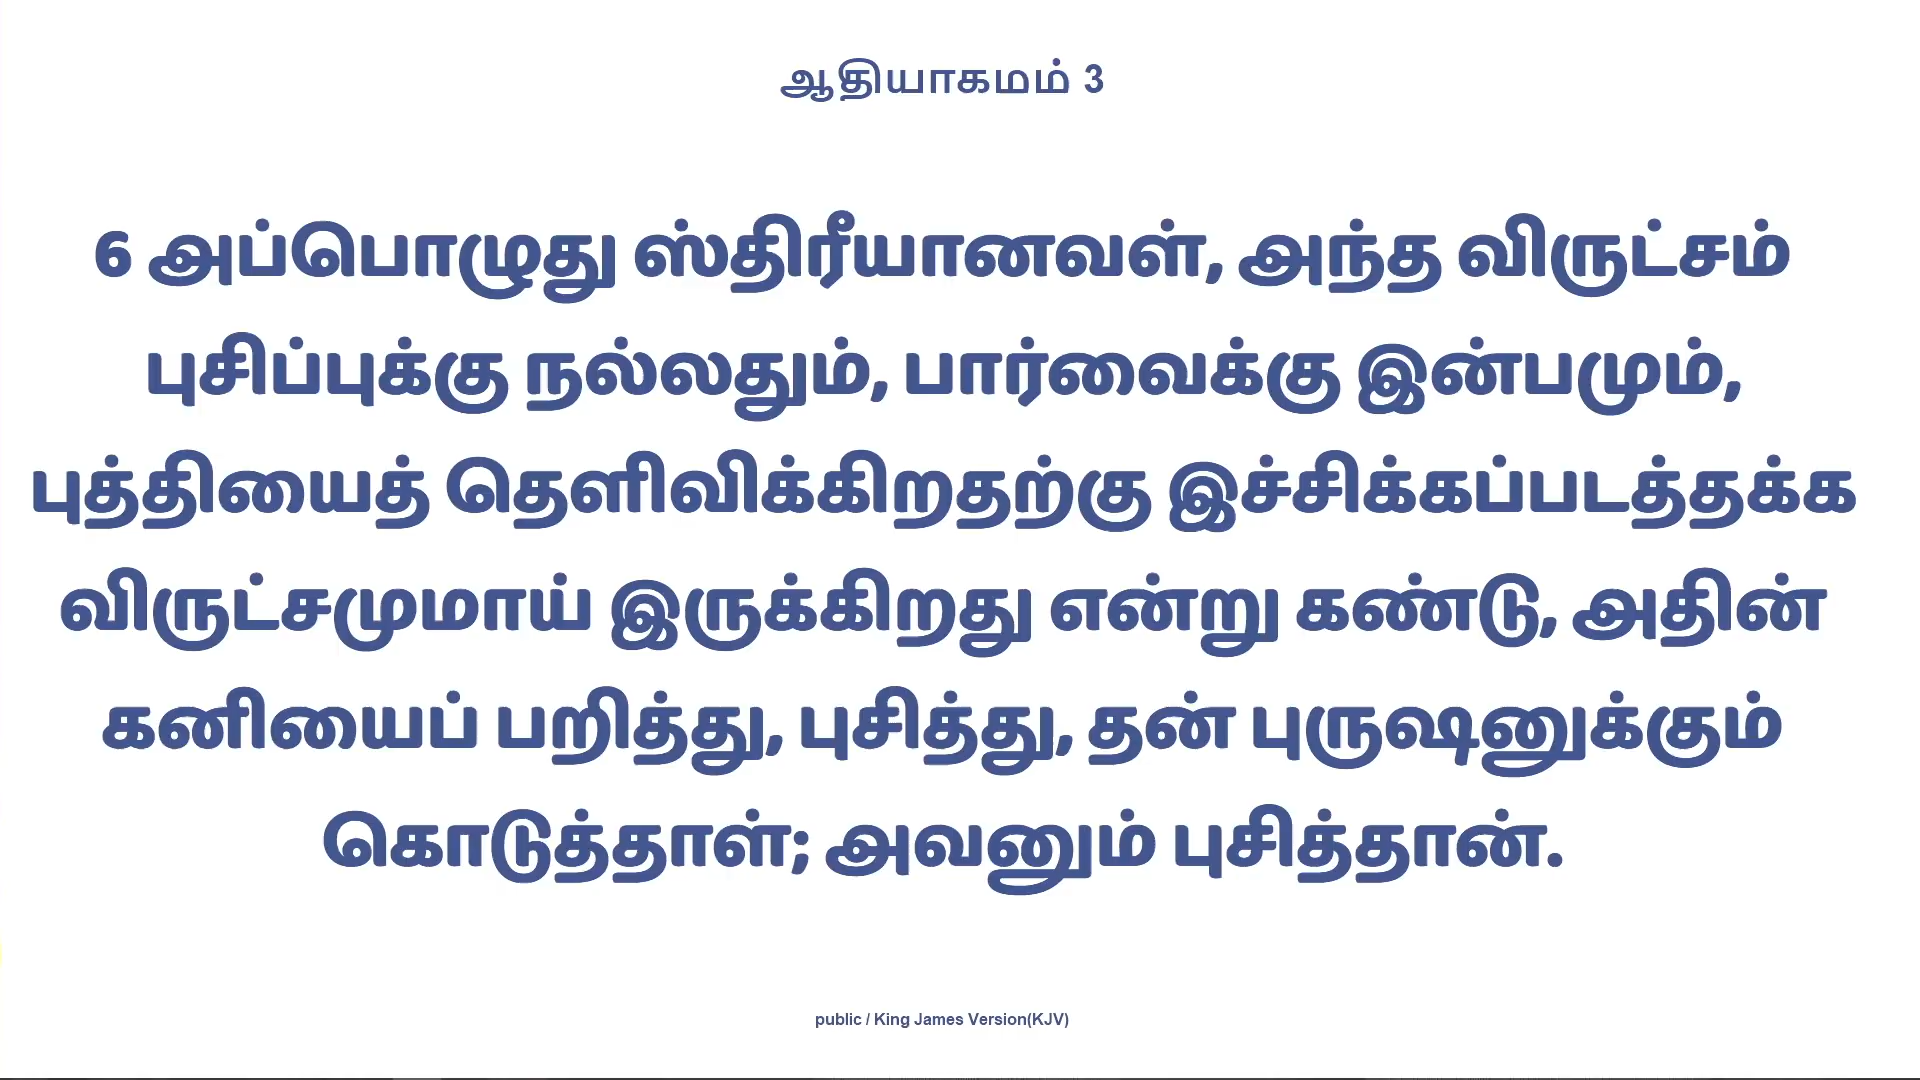 ஆதியாகமம் 3
6 அப்பொழுது ஸ்திரீயானவள், அந்த விருட்சம்
புசிப்புக்கு நல்லதும், பார்வைக்கு இன்பமும்,
புத்தியைத் தெளிவிக்கிறதற்கு இச்சிக்கப்படத்தக்க
விருட்சமுமாய் இருக்கிறது என்று கண்டு, அதின்
கனியைப் பறித்து, புசித்து, தன் புருஷனுக்கும்
கொடுத்தாள்; அவனும் புசித்தான்.
public / King James Version(KJV)